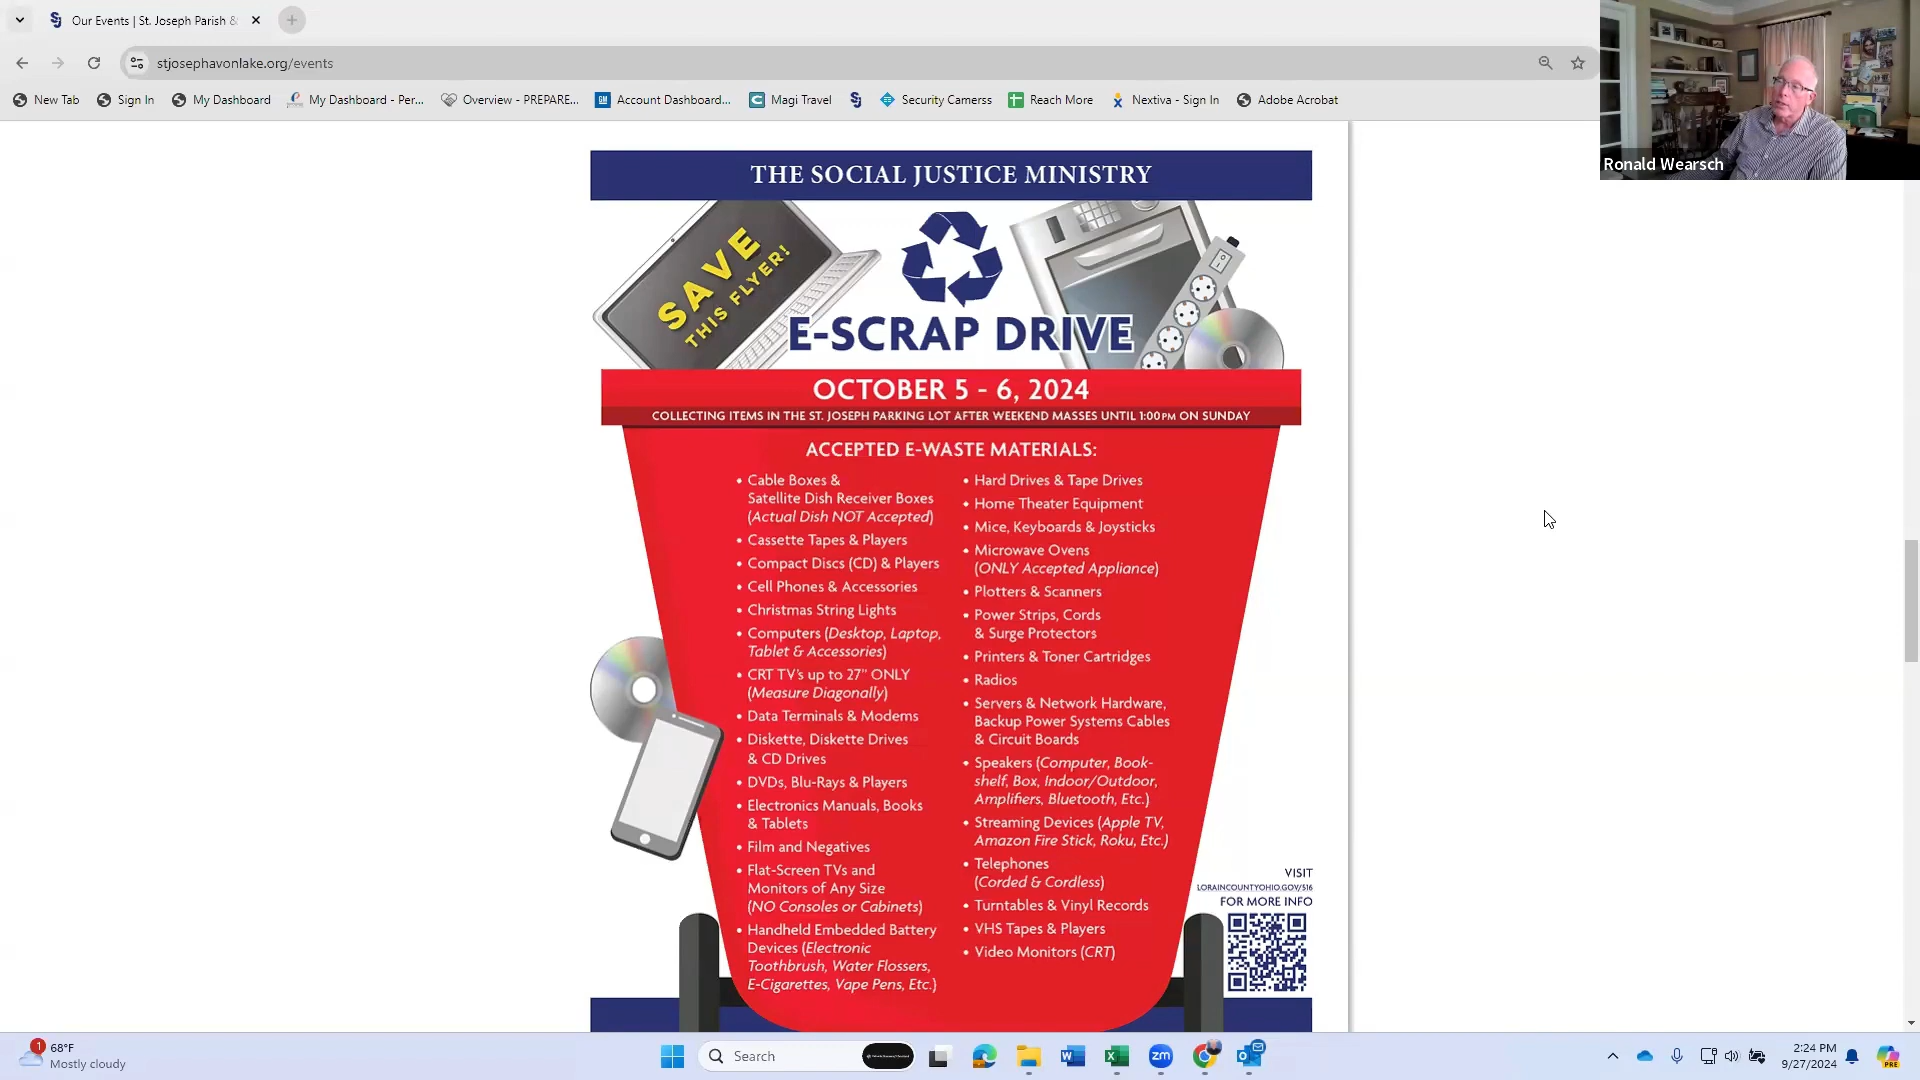 Our Events | St. Joseph Parish &
stjosephavonlake.org/events
New Tab
Sign In
My Dashboard
My Dashboard - Per...
Overview - PREPARE...
Account Dashboard...
Magi Travel
Security Camerss
Reach More
Nextiva - Sign In
Adobe Acrobat
Ronald Wearsch
THE SOCIAL JUSTICE MINISTRY
SAVE
THIS FLYER!
E-SCRAP DRIVE
OCTOBER 5 - 6, 2024
COLLECTING ITEMS IN THE ST. JOSEPH PARKING LOT AFTER WEEKEND MASSES UNTIL 1:00PM ON SUNDAY
ACCEPTED E-WASTE MATERIALS:
• Cable Boxes &
Satellite Dish Receiver Boxes
(Actual Dish NOT Accepted)
• Cassette Tapes & Players
• Compact Discs (CD) & Players
• Cell Phones & Accessories
• Christmas String Lights
• Computers (Desktop, Laptop,
Tablet & Accessories)
• CRT TV's up to 27" ONLY
(Measure Diagonally)
• Data Terminals & Modems
• Diskette, Diskette Drives
& CD Drives
• DVDs, Blu-Rays & Players
• Electronics Manuals, Books
& Tablets
• Film and Negatives
• Flat-Screen TVs and
Monitors of Any Size
(NO Consoles or Cabinets)
• Handheld Embedded Battery
Devices (Electronic
Toothbrush, Water Flossers,
E-Cigarettes, Vape Pens, Etc.)
• Hard Drives & Tape Drives
• Home Theater Equipment
• Mice, Keyboards & Joysticks
• Microwave Ovens
(ONLY Accepted Appliance)
• Plotters & Scanners
• Power Strips, Cords
& Surge Protectors
• Printers & Toner Cartridges
• Radios
• Servers & Network Hardware,
Backup Power Systems Cables
& Circuit Boards
• Speakers (Computer, Book-
shelf, Box, Indoor/Outdoor,
Amplifiers, Bluetooth, Etc.)
• Streaming Devices (Apple TV,
Amazon Fire Stick, Roku, Etc.)
• Telephones
(Corded & Cordless)
• Turntables & Vinyl Records
• VHS Tapes & Players
• Video Monitors (CRT)
VISIT
LORAINCOUNTYOHIO.GOV/516
FOR MORE INFO
1
68°F
Mostly cloudy
Search
zm
2:24 PM
9/27/2024
PRE